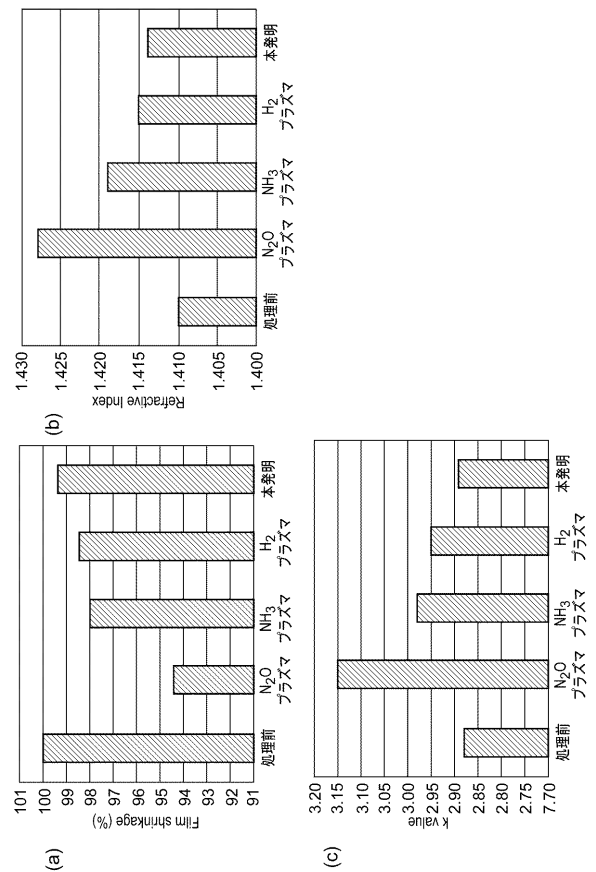 (a)
Film shrinkage (%)
101
100
99
98
97
96
95
94
93
92
91
処理前
N2O
プラズマ
NH3
プラズマ
H2
プラズマ
本発明
(b)
Refractive Index
1.430
1.425
1.420
1.415
1.410
1.405
1.400
処理前
N2O
プラズマ
NH3
プラズマ
H2
プラズマ
本発明
(c)
k value
3.20
3.15
3.10
3.05
3.00
2.95
2.90
2.85
2.80
2.75
7.70
処理前
N2O
プラズマ
NH3
プラズマ
H2
プラズマ
本発明